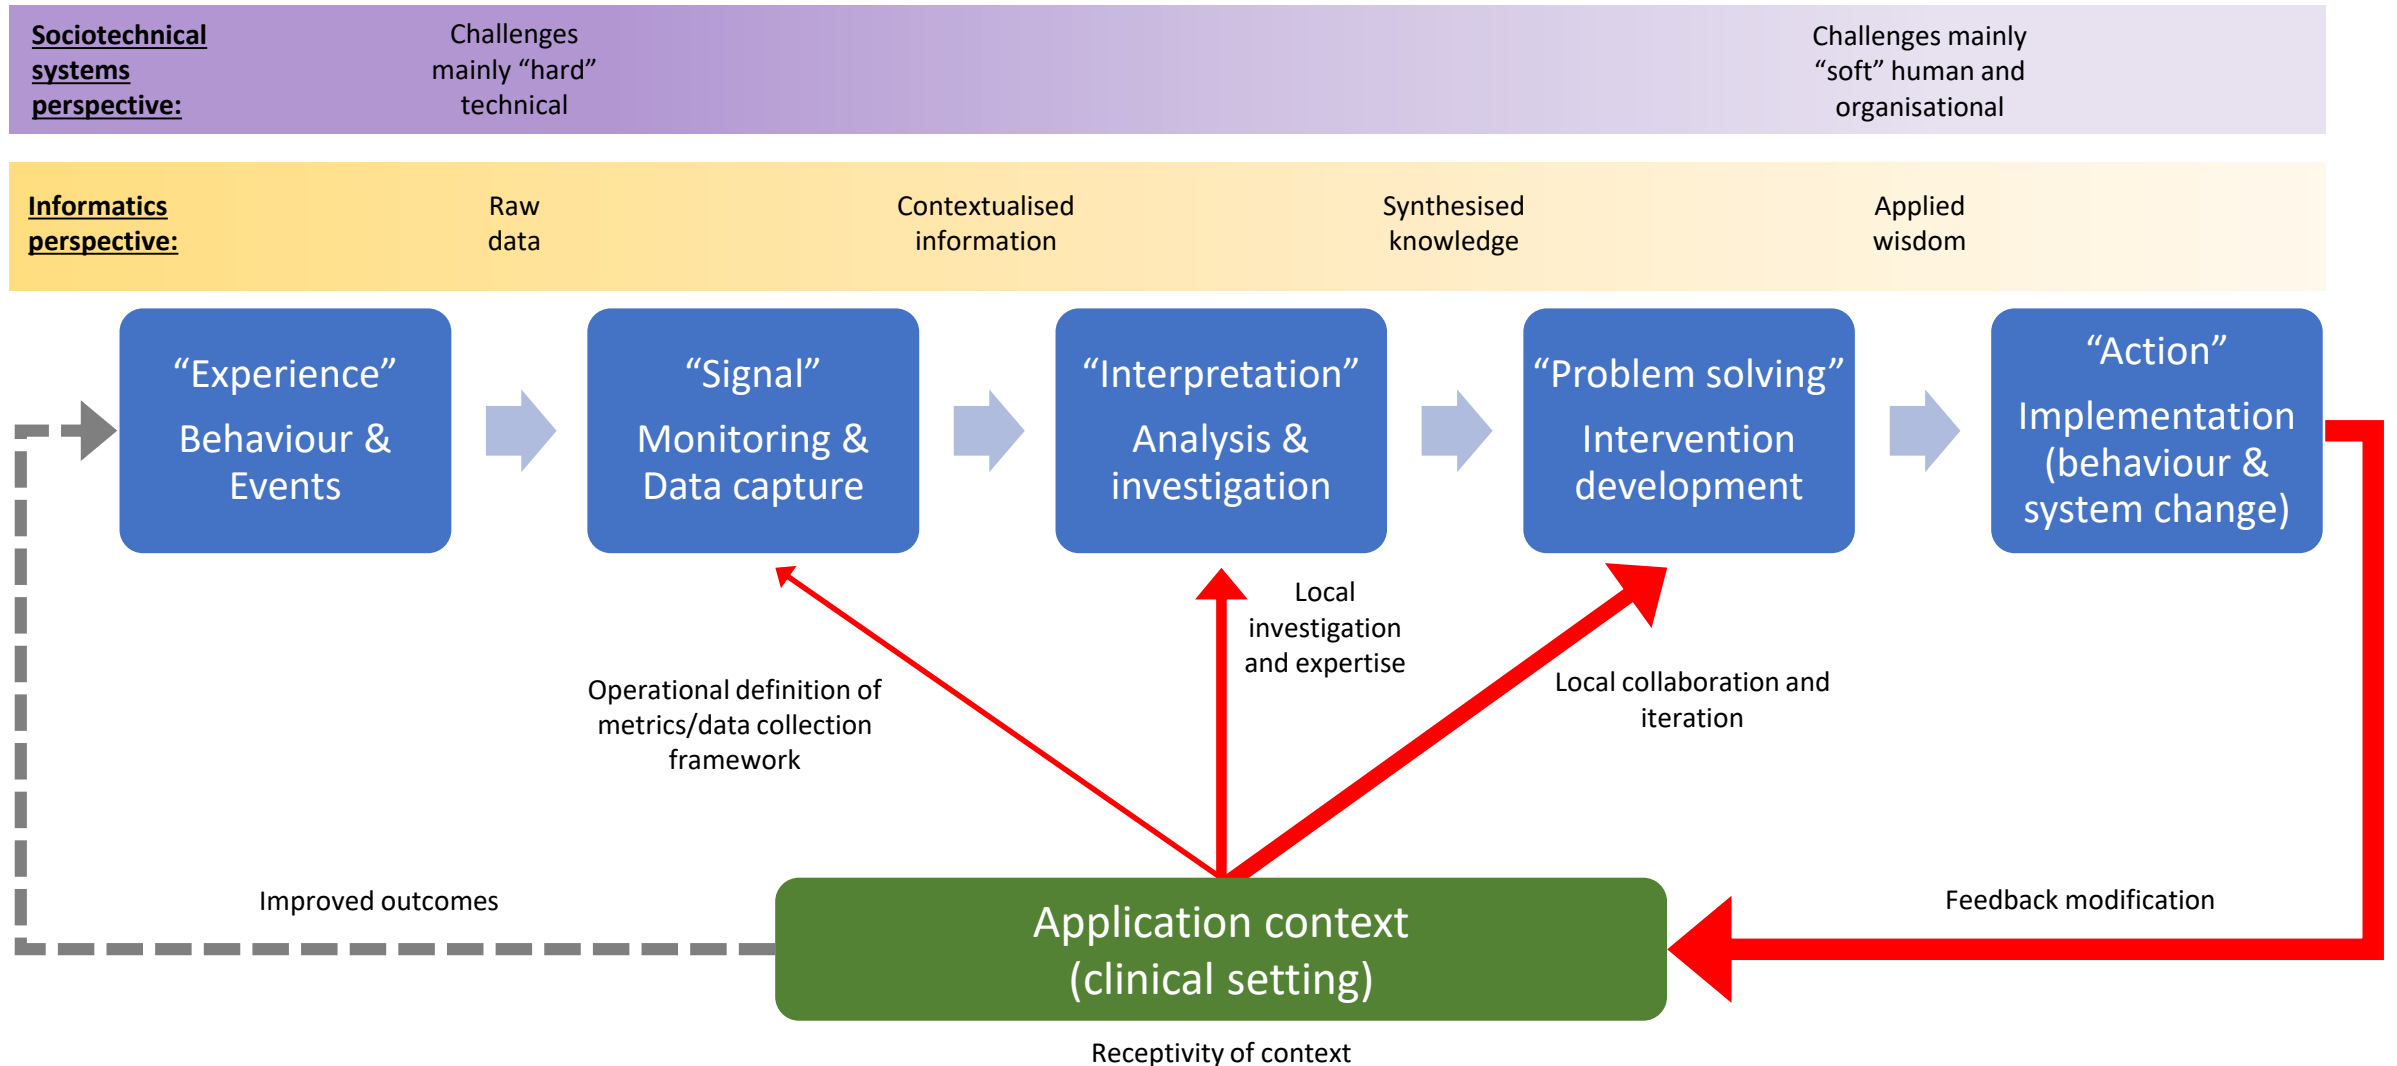 Sociotechnical
systems
perspective:
Challenges
mainly “hard”
technical
Challenges mainly
“soft” human and
organisational
Informatics
perspective:
Raw
data
Contextualised
information
Synthesised
knowledge
Applied
wisdom
“Experience”
Behaviour &
Events
“Signal”
Monitoring &
Data capture
“Interpretation”
Analysis &
investigation
“Problem solving”
Intervention
development
“Action”
Implementation
(behaviour &
system change)
Operational definition of
metrics/data collection
framework
Local
investigation
and expertise
Local collaboration and
iteration
Improved outcomes
Feedback modification
Application context
(clinical setting)
Receptivity of context